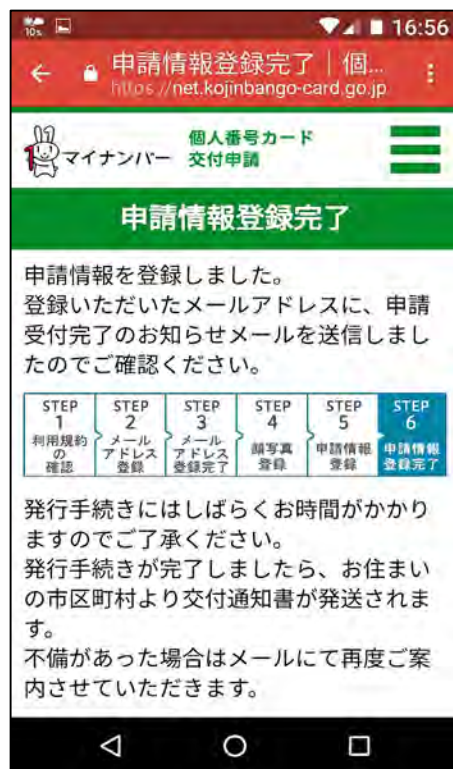 10s
16:56
申請情報登録完了｜個...
https://net.kojinbango-card.go.jp
マイナンバー
個人番号カード
交付申請
申請情報登録完了
申請情報を登録しました。
登録いただいたメールアドレスに、申請
受付完了のお知らせメールを送信しまし
たのでご確認ください。
STEP
1
利用規約
の
確認
STEP
2
メール
アドレス
登録
STEP
3
メール
アドレス
登録完了
STEP
4
顔写真
登録
STEP
5
申請情報
登録
STEP
6
申請情報
登録完了
発行手続きにはしばらくお時間がかかり
ますのでご了承ください。
発行手続きが完了しましたら、お住まい
の市区町村より交付通知書が発送されま
す。
不備があった場合はメールにて再度ご案
内させていただきます。